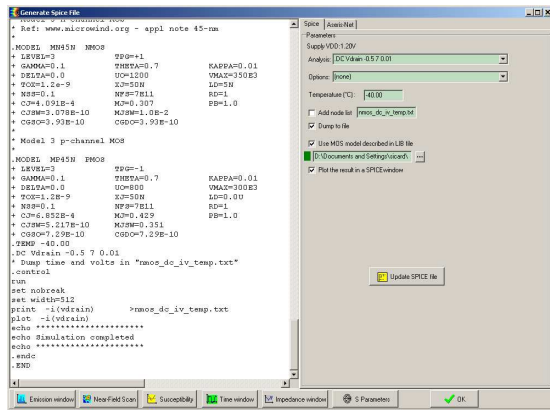 Generate Spice File
* Ref: www.microwind.org - appl note 45-nm
*
.MODEL MN45N NMOS
+ LEVEL=3 TPG=+1
+ GAMMA=0.1 THETA=0.7 KAPPA=0.01
+ DELTA=0.0 UO=1200 VMAX=350E3
+ TOX=1.2e-9 XJ=50N LD=5N
+ NSS=0.1 NFS=7E11 RD=1
+ CJ=4.091E-4 MJ=0.307 PB=1.0
+ CJSW=3.078E-10 MJSW=1.0E-2
+ CGSO=3.93E-10 CGDO=3.93E-10
*
* Model 3 p-channel MOS
*
.MODEL MP45N PMOS
+ LEVEL=3 TPG=-1
+ GAMMA=0.1 THETA=0.7 KAPPA=0.01
+ DELTA=0.0 UO=800 VMAX=300E3
+ TOX=1.2E-9 XJ=50N LD=0.0U
+ NSS=0.1 NFS=7E11 RD=1
+ CJ=6.852E-4 MJ=0.429 PB=1.0
+ CJSW=5.217E-10 MJSW=0.351
+ CGSO=7.29E-10 CGDO=7.29E-10
.TEMP -40.00
.DC Vdrain -0.5 7 0.01
* Dump time and volts in "nmos_dc_iv_temp.txt"
.control
run
set nobreak
set width=512
print -i(vdrain) >nmos_dc_iv_temp.txt
plot -i(vdrain)
echo **********************
echo Simulation completed
echo **********************
.endc
.END
Spice
Parameters
Supply VDD:1.20V
Analysis: .DC Vdrain -0.5 7 0.01
Options: (none)
Temperature (°C): -40.00
Add node list nmos_dc_iv_temp.txt
Dump to file
Use MOS model described in LIB file
D:\Documents and Settings\sicard\ ...
Plot the result in a SPICE window
Update SPICE file
Emission window
Near-Field Scan
Susceptibility
Time window
Impedance window
S Parameters
OK